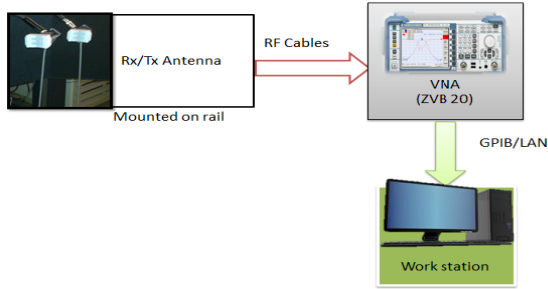 Rx/Tx Antenna
RF Cables
Mounted on rail
VNA
(ZVB 20)
GPIB/LAN
Work station